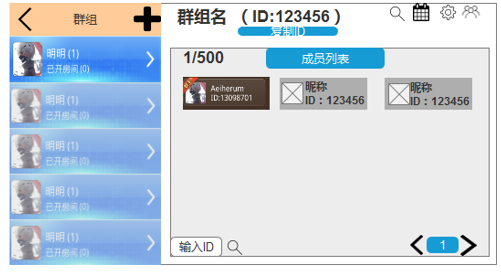 群组
明明 (1)
已开房间 (0)
明明 (1)
已开房间 (0)
明明 (1)
已开房间 (0)
明明 (1)
已开房间 (0)
明明 (1)
已开房间 (0)
群组名 （ID:123456）
复制ID
1/500
成员列表
Aeiherum
ID:13098701
昵称
ID：123456
昵称
ID：123456
输入ID
1